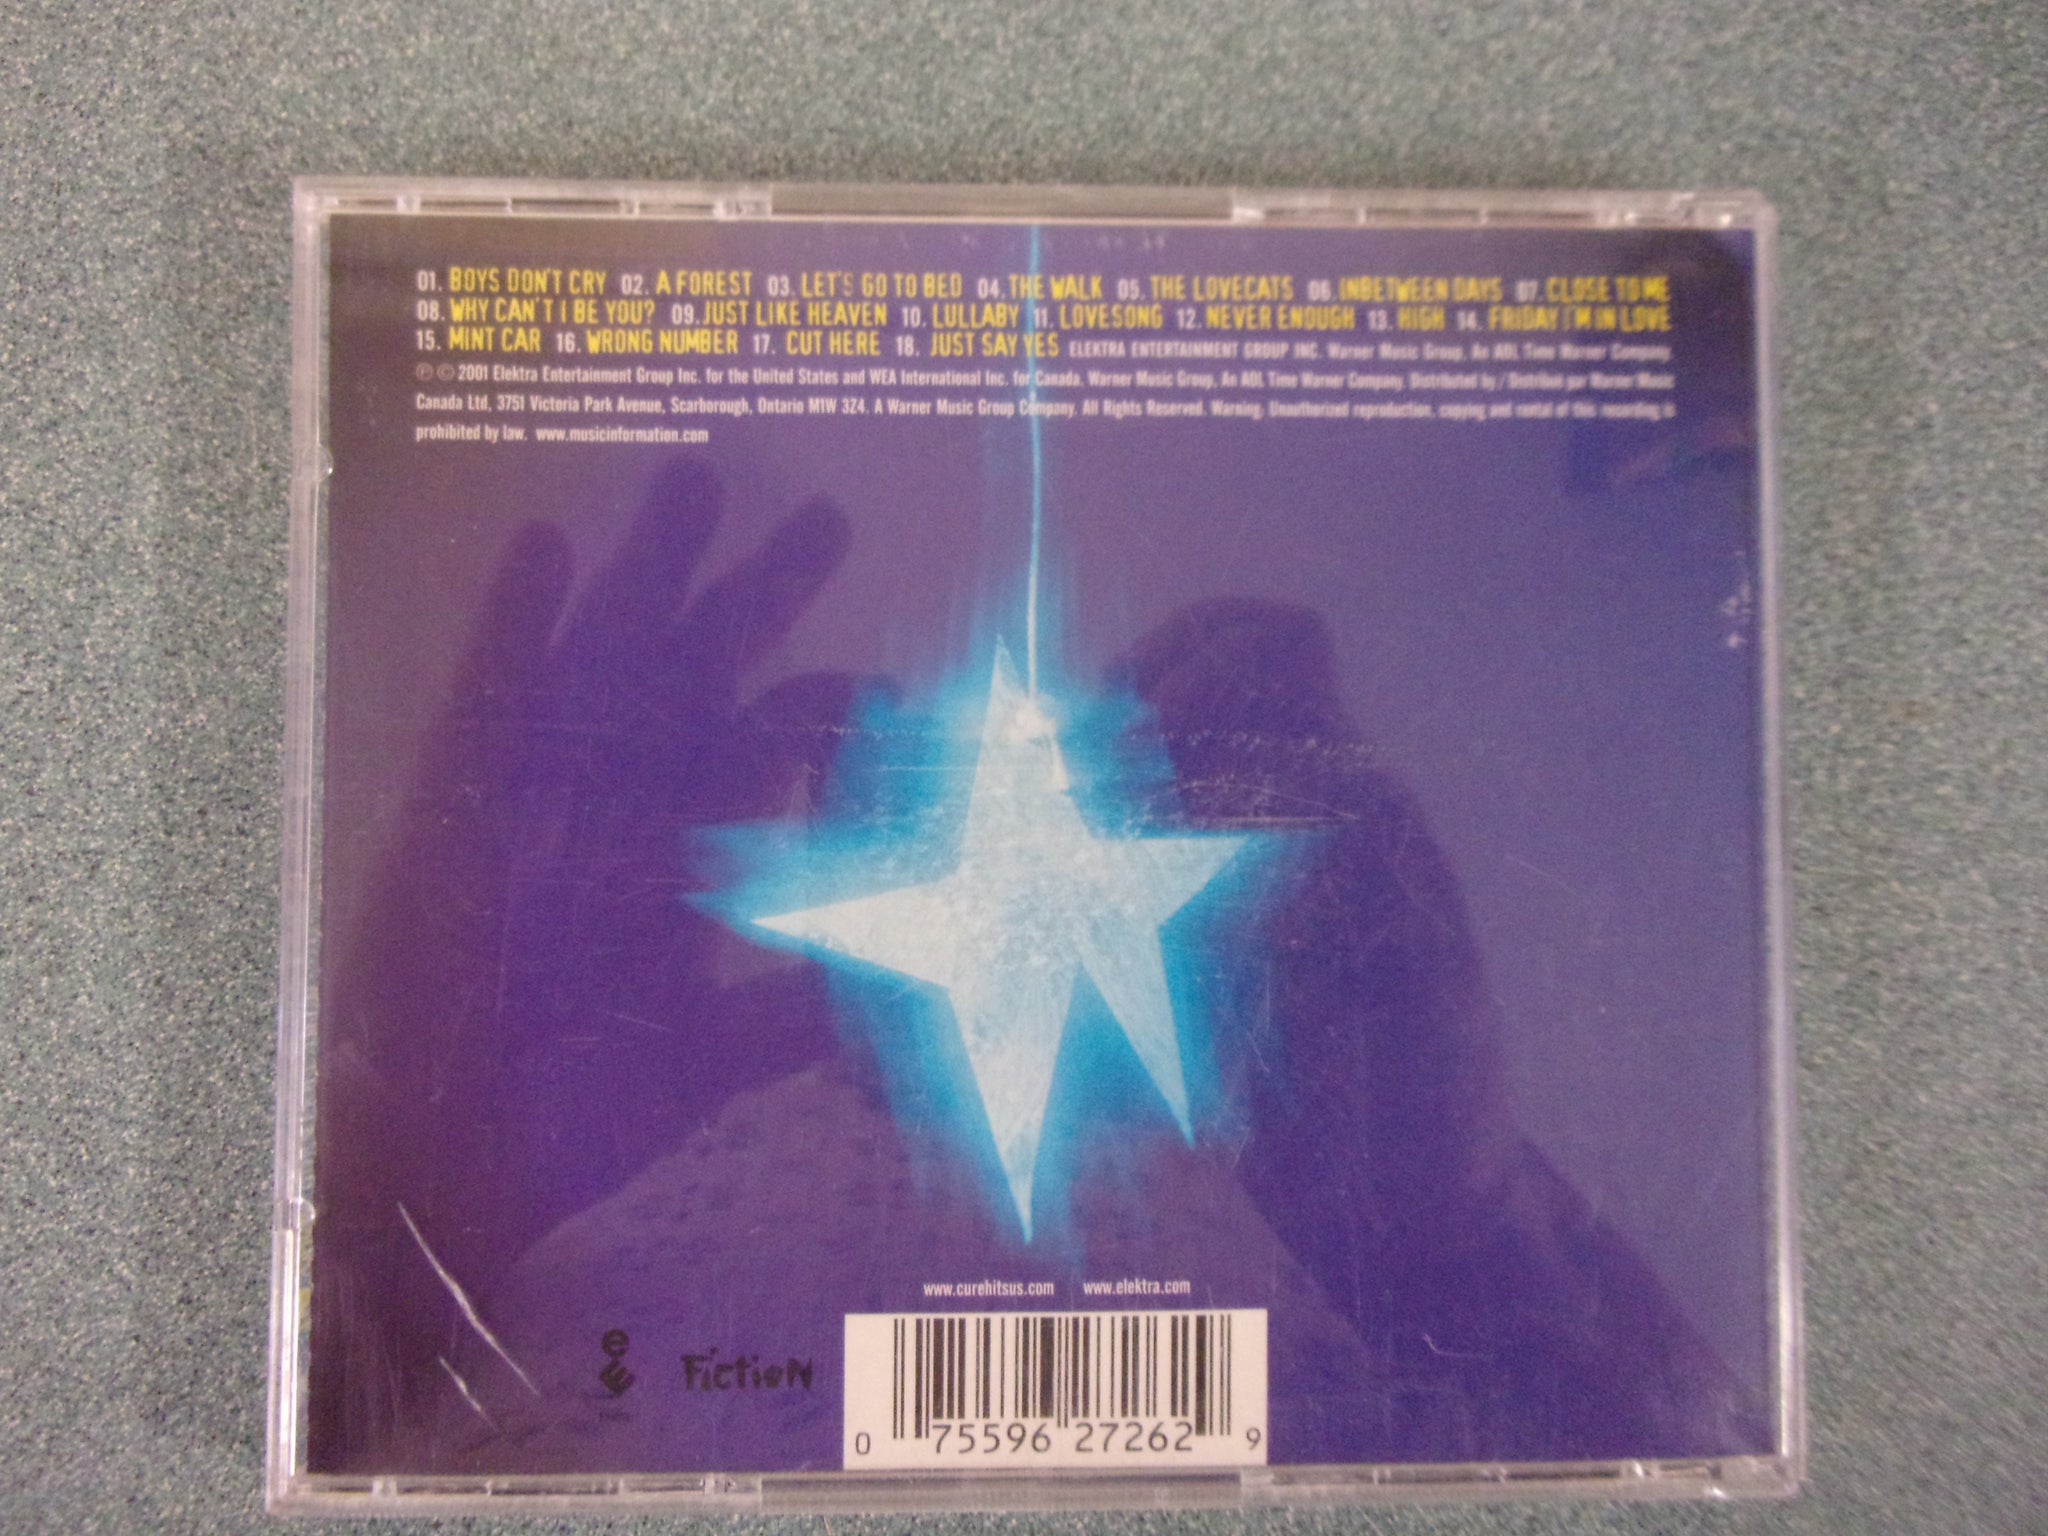 01. BOYS DON'T CRY 02. A FOREST 03. LET'S GO TO BED 04. THE WALK 05. THE LOVECATS 06. INBETWEEN DAYS 07. CLOSE TO ME
08. WHY CAN'T I BE YOU? 09. JUST LIKE HEAVEN 10. LULLABY 11. LOVESONG 12. NEVER ENOUGH 13. HIGH 14. FRIDAY I'M IN LOVE
15. MINT CAR 16. WRONG NUMBER 17. CUT HERE 18. JUST SAY YES ELEKTRA ENTERTAINMENT GROUP INC. Warner Music Group, An AOL Time Warner Company.
℗ © 2001 Elektra Entertainment Group Inc. for the United States and WEA International Inc. for Canada. Warner Music Group, An AOL Time Warner Company. Distributed by / Distribué par Warner Music
Canada Ltd, 3751 Victoria Park Avenue, Scarborough, Ontario M1W 3Z4. A Warner Music Group Company. All Rights Reserved. Warning. Unauthorized reproduction, copying and rental of this recording is
prohibited by law. www.musicinformation.com
www.curehitsus.com www.elektra.com
Fiction
0 75596 27262 9